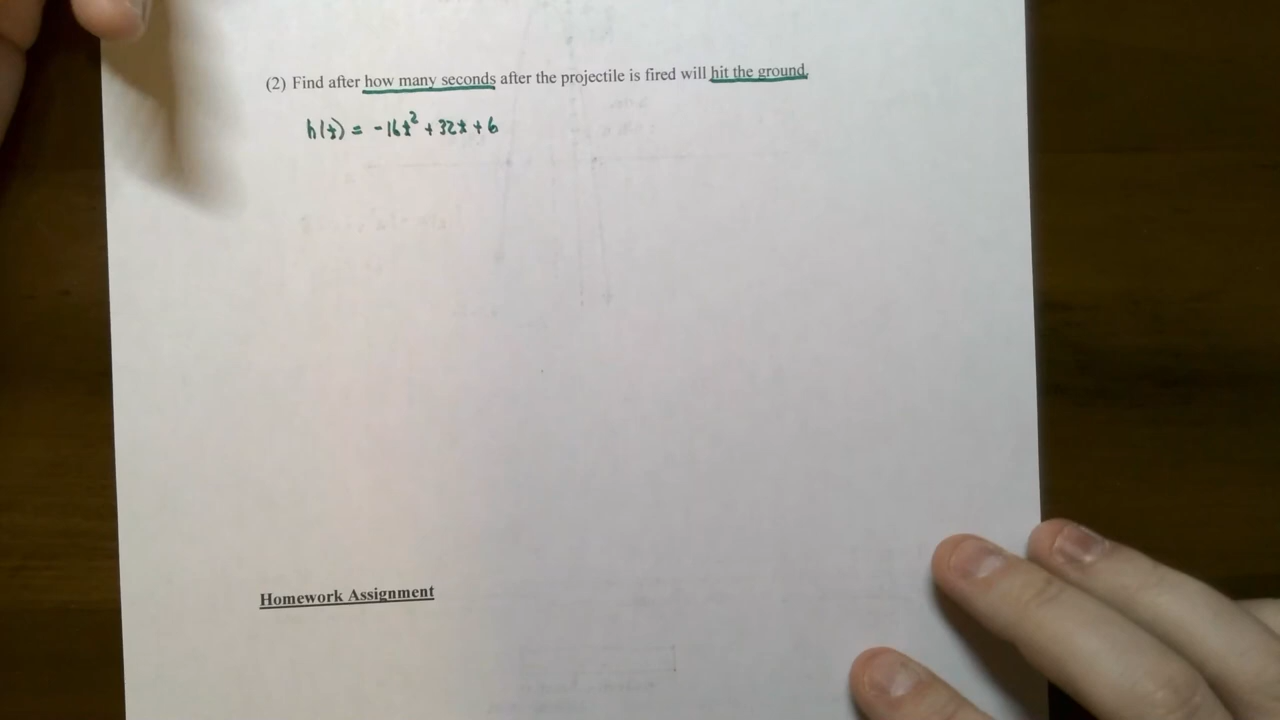 (2) Find after how many seconds after the projectile is fired will hit the ground.
h(t) = -16t² + 32t + 6
Homework Assignment